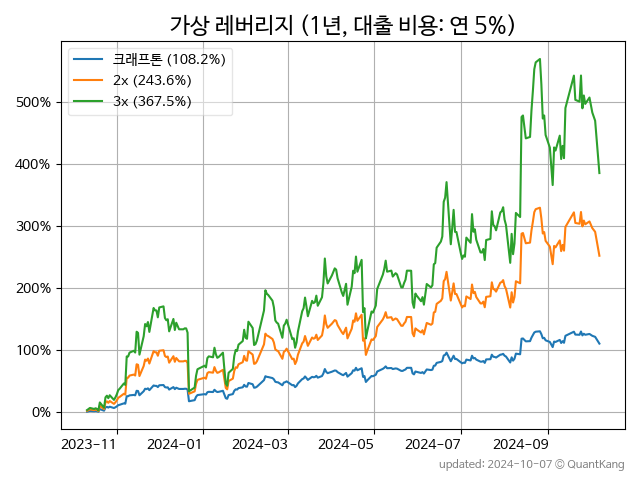 가상 레버리지 (1년, 대출 비용: 연 5%)
크래프톤 (108.2%)
2x (243.6%)
3x (367.5%)
500%
400%
300%
200%
100%
0%
2023-11 2024-01 2024-03 2024-05 2024-07 2024-09
updated: 2024-10-07 © QuantKang